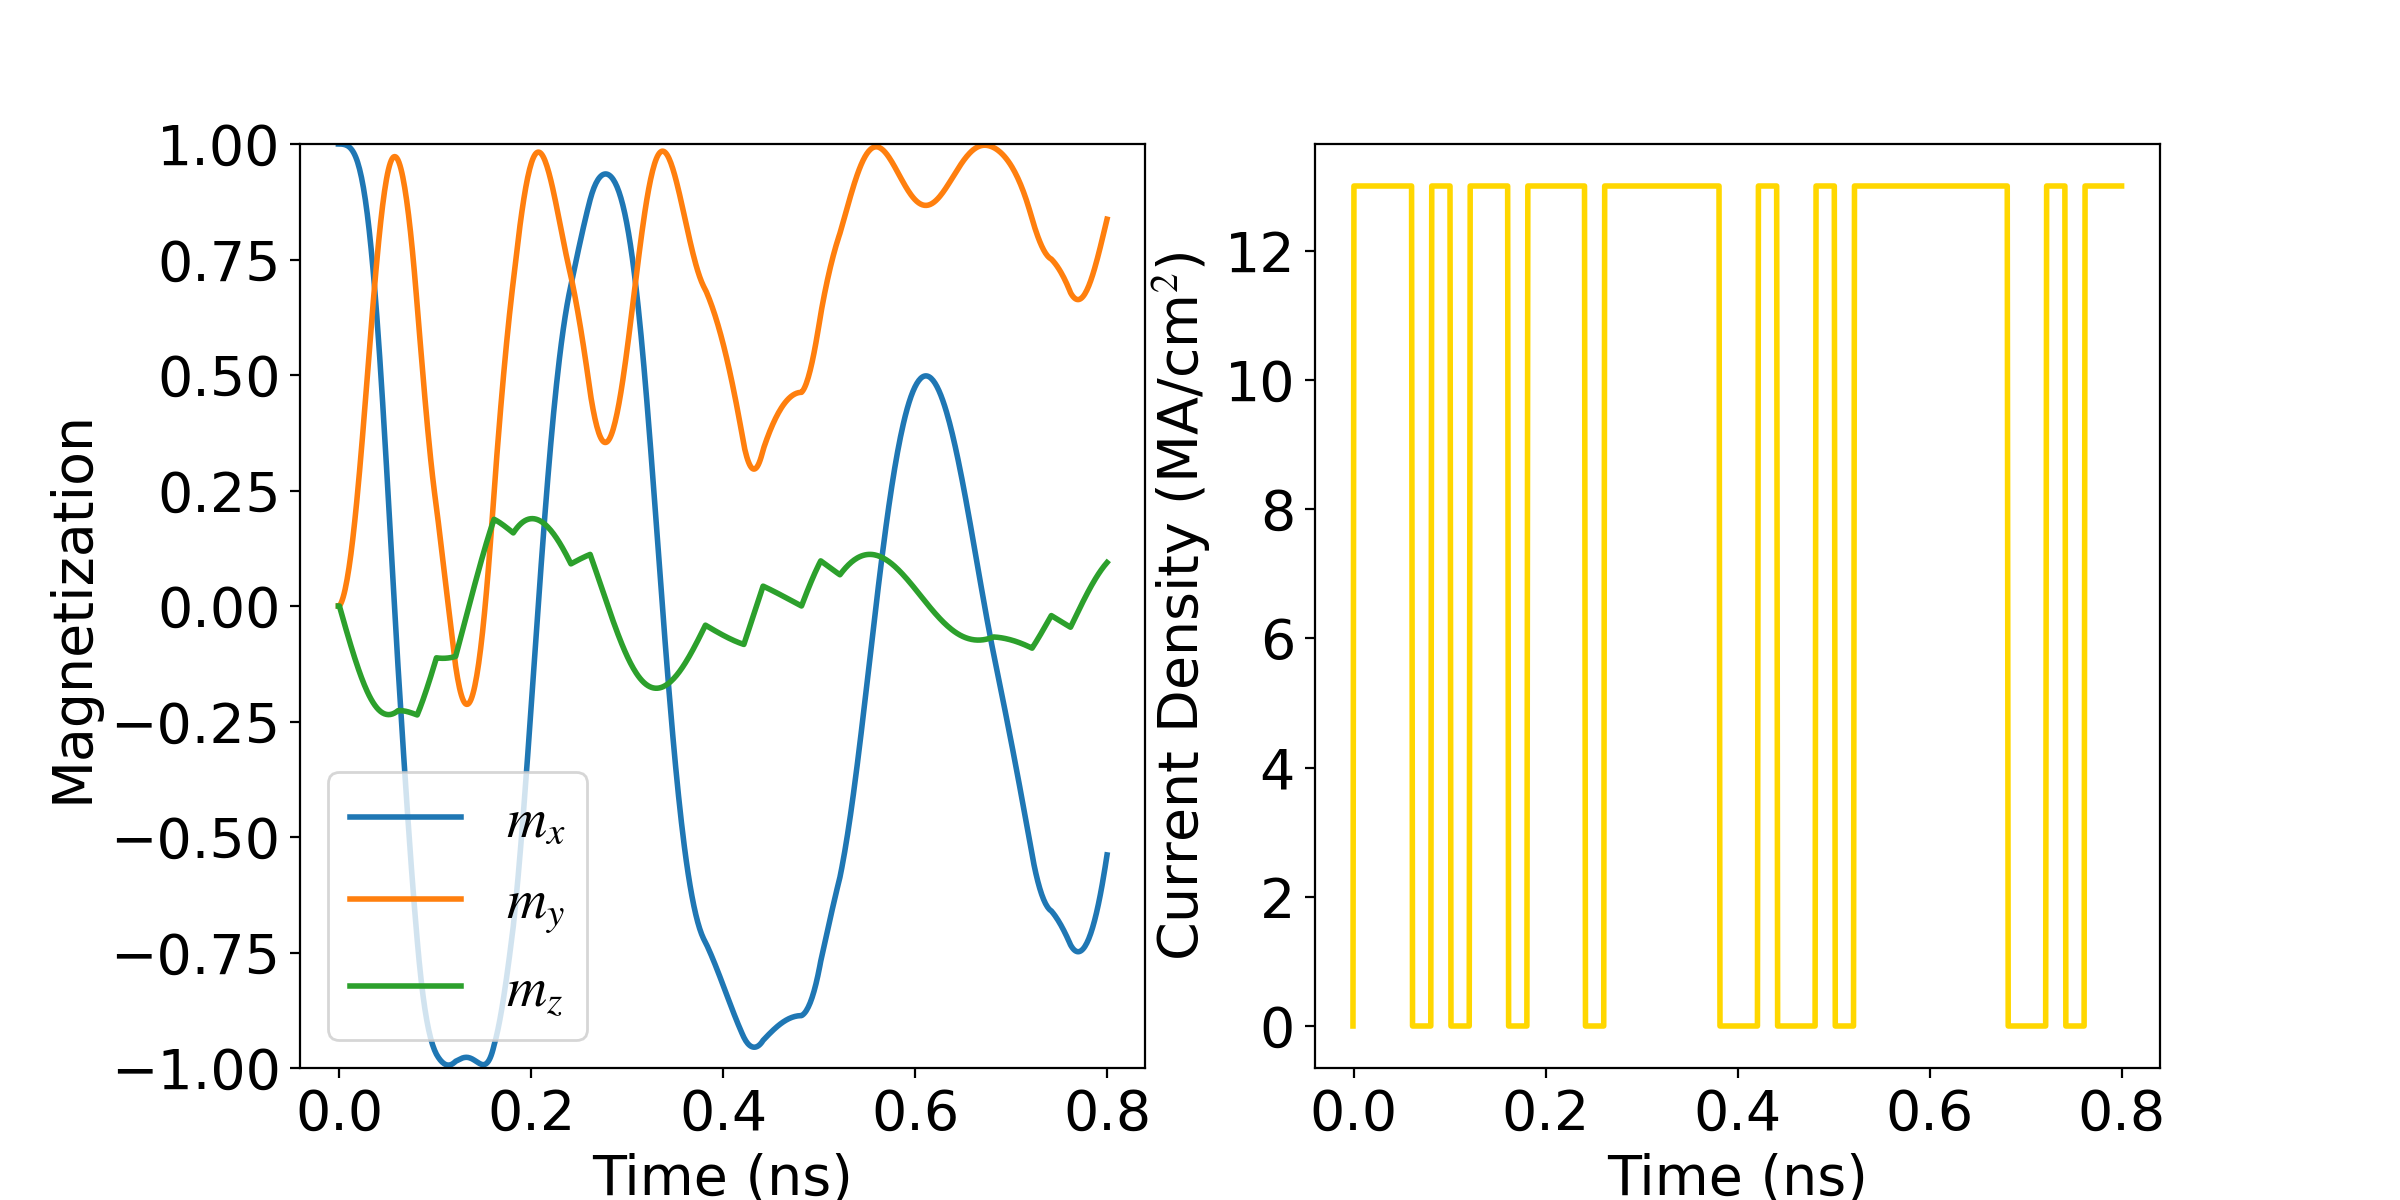 Magnetization
1.00
0.75
0.50
0.25
0.00
−0.25
−0.50
−0.75
−1.00
m_x
m_y
m_z
0.0 0.2 0.4 0.6 0.8
Time (ns)
Current Density (MA/cm²)
12
10
8
6
4
2
0
0.0 0.2 0.4 0.6 0.8
Time (ns)